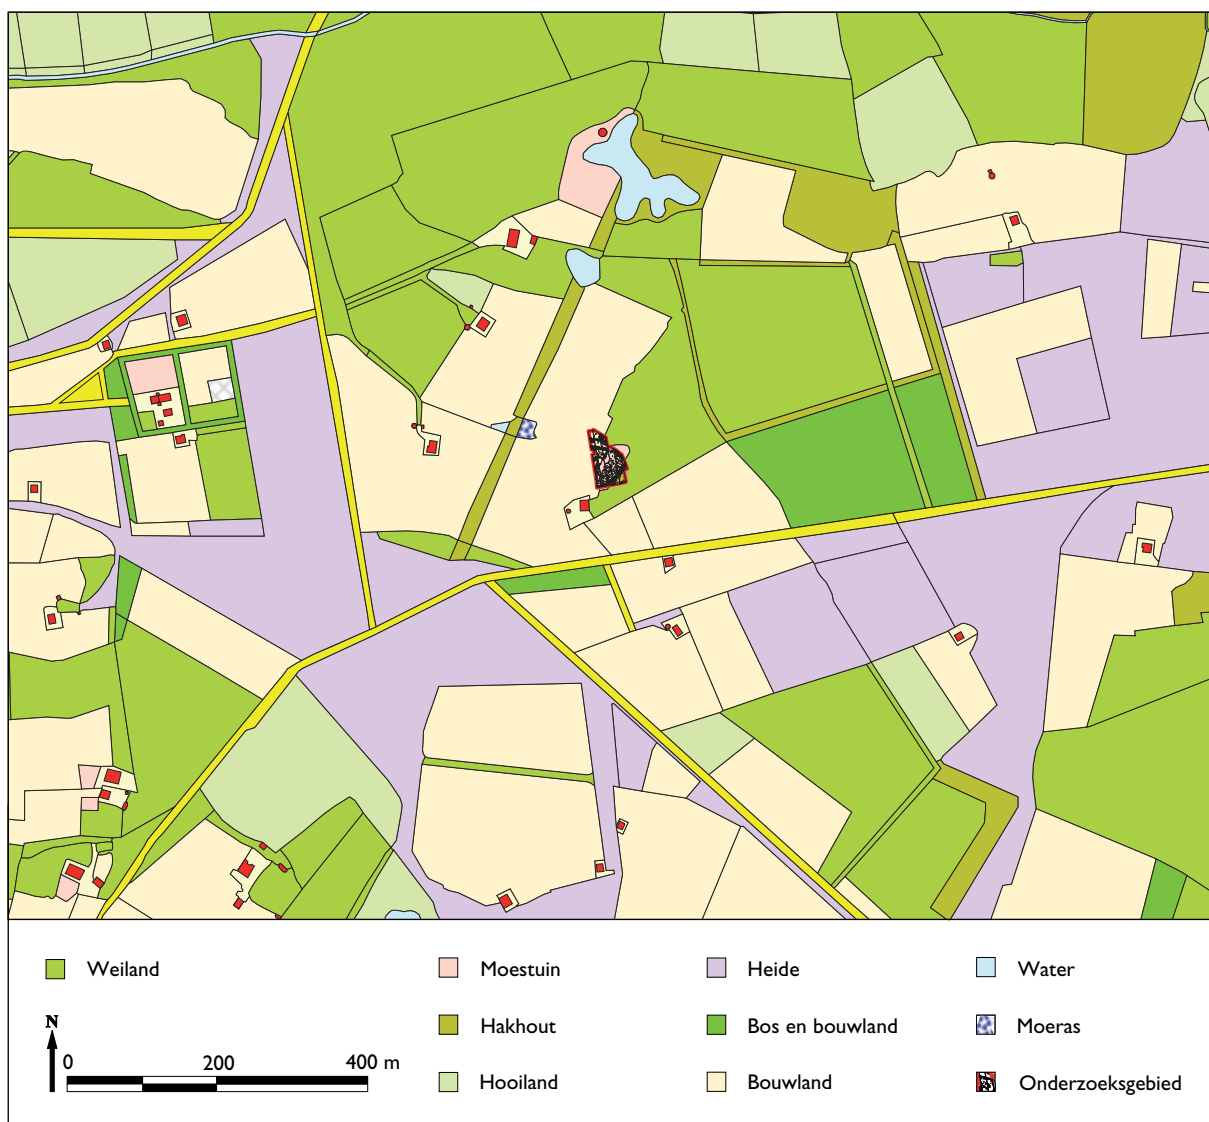 Weiland
Moestuin
Heide
Water
Hakhout
Bos en bouwland
Moeras
Hooiland
Bouwland
Onderzoeksgebied
N
0 200 400 m